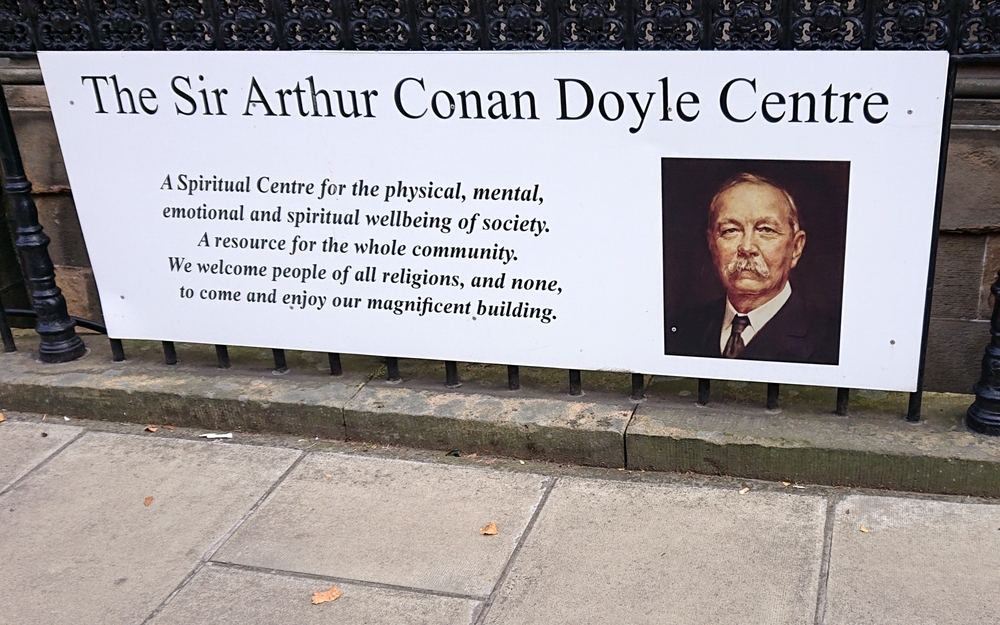 The Sir Arthur Conan Doyle Centre
A Spiritual Centre for the physical, mental,
emotional and spiritual wellbeing of society.
A resource for the whole community.
We welcome people of all religions, and none,
to come and enjoy our magnificent building.